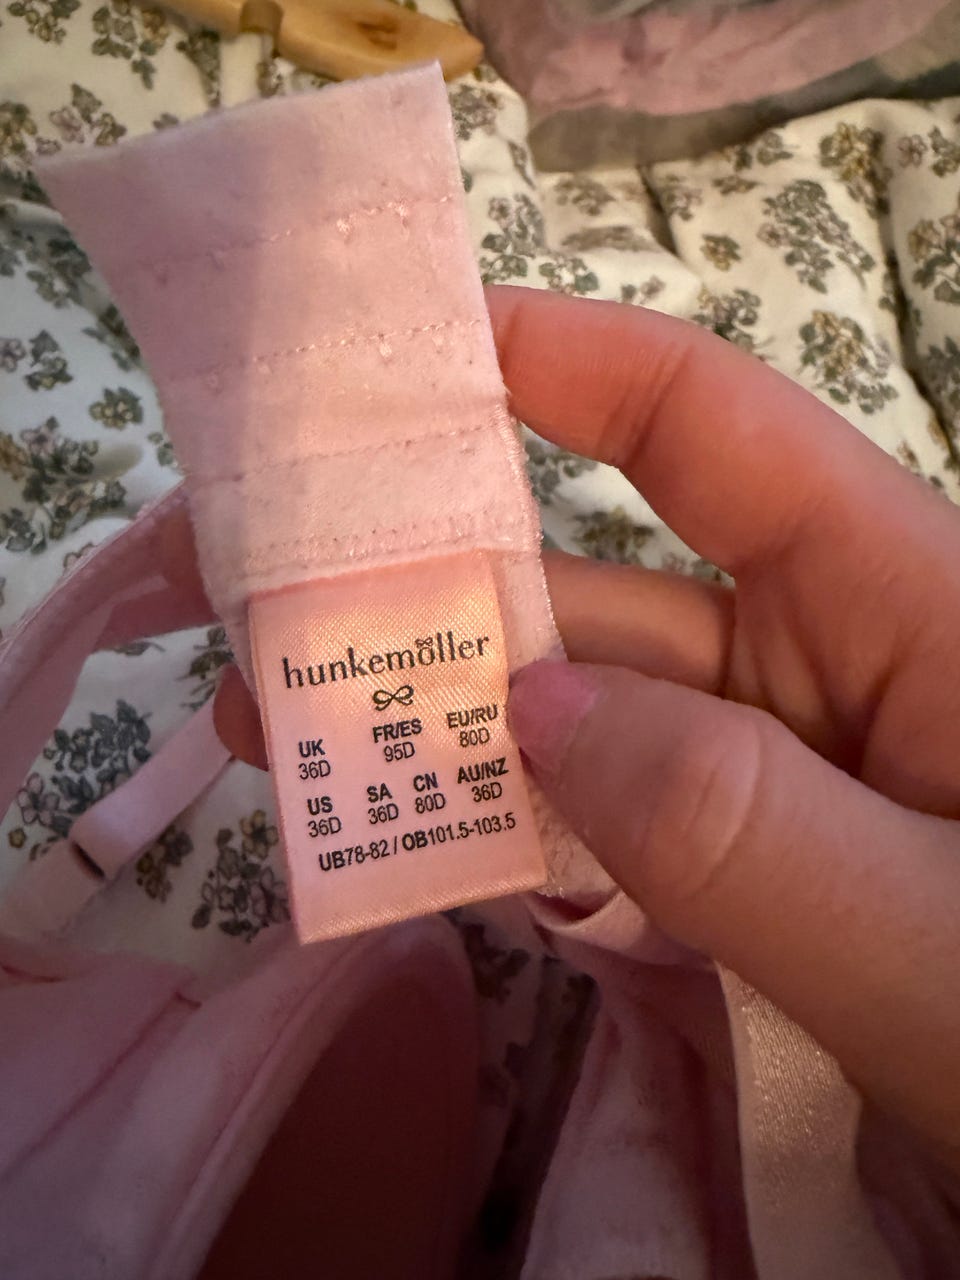 hunkemöller
UK FR/ES EU/RU
36D 95D 80D
US SA CN AU/NZ
36D 36D 80D 36D
UB78-82 / OB101.5-103.5